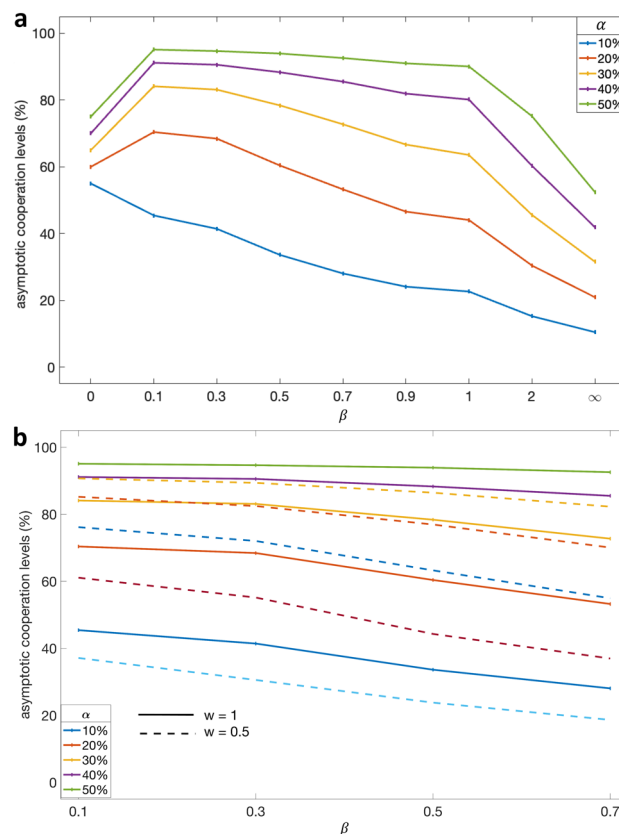 a
100
80
60
40
20
0
asymptotic cooperation levels (%)
0 0.1 0.3 0.5 0.7 0.9 1 2 ∞
β
α
10%
20%
30%
40%
50%
b
100
80
60
40
20
0
asymptotic cooperation levels (%)
α
10%
20%
30%
40%
50%
w = 1
w = 0.5
0.1 0.3 0.5 0.7
β